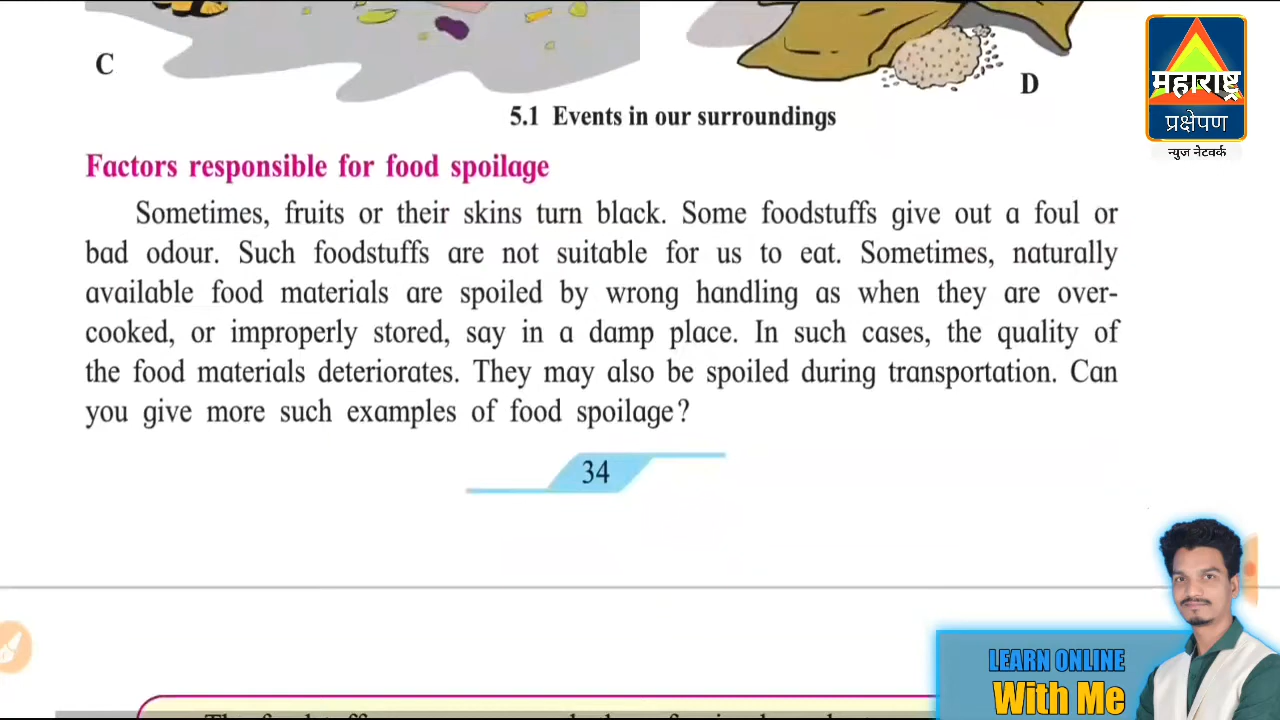 C
D
5.1 Events in our surroundings
महाराष्ट्र
प्रक्षेपण
न्युज नेटवर्क
Factors responsible for food spoilage
Sometimes, fruits or their skins turn black. Some foodstuffs give out a foul or
bad odour. Such foodstuffs are not suitable for us to eat. Sometimes, naturally
available food materials are spoiled by wrong handling as when they are over-
cooked, or improperly stored, say in a damp place. In such cases, the quality of
the food materials deteriorates. They may also be spoiled during transportation. Can
you give more such examples of food spoilage?
34
LEARN ONLINE
With Me